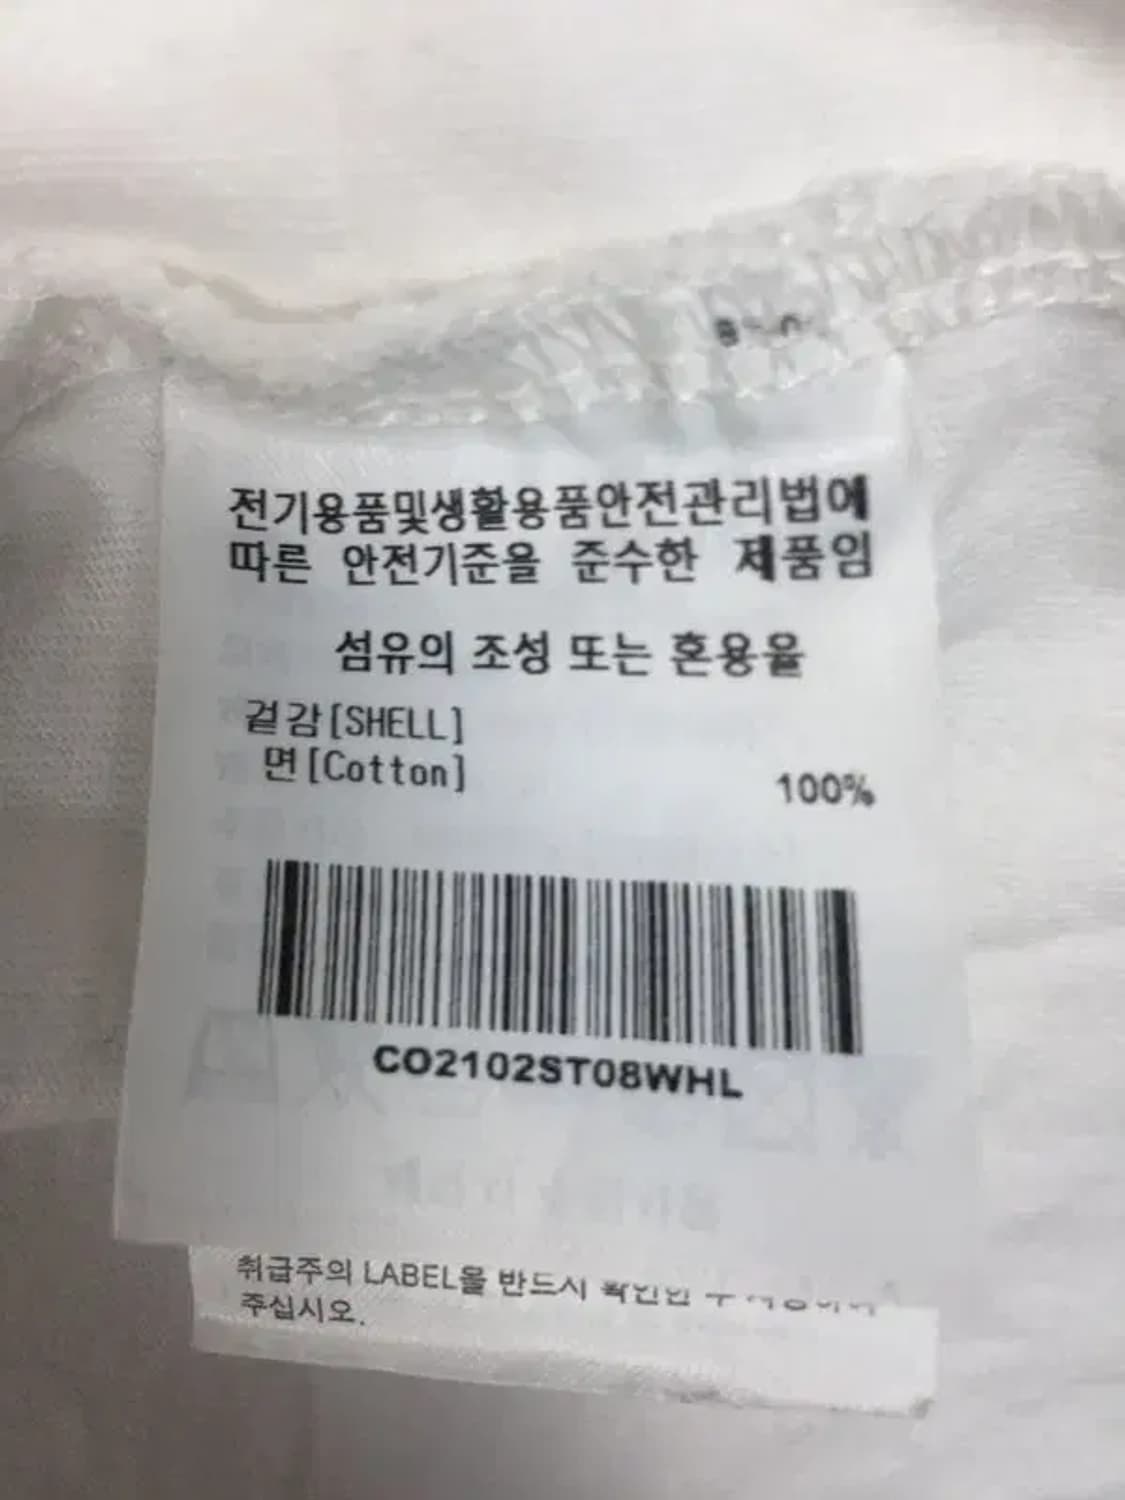 전기용품및생활용품안전관리법에
따른 안전기준을 준수한 제품임
섬유의 조성 또는 혼용율
겉감[SHELL]
면[Cotton] 100%
CO2102ST08WHL
취급주의 LABEL을 반드시
주십시오.